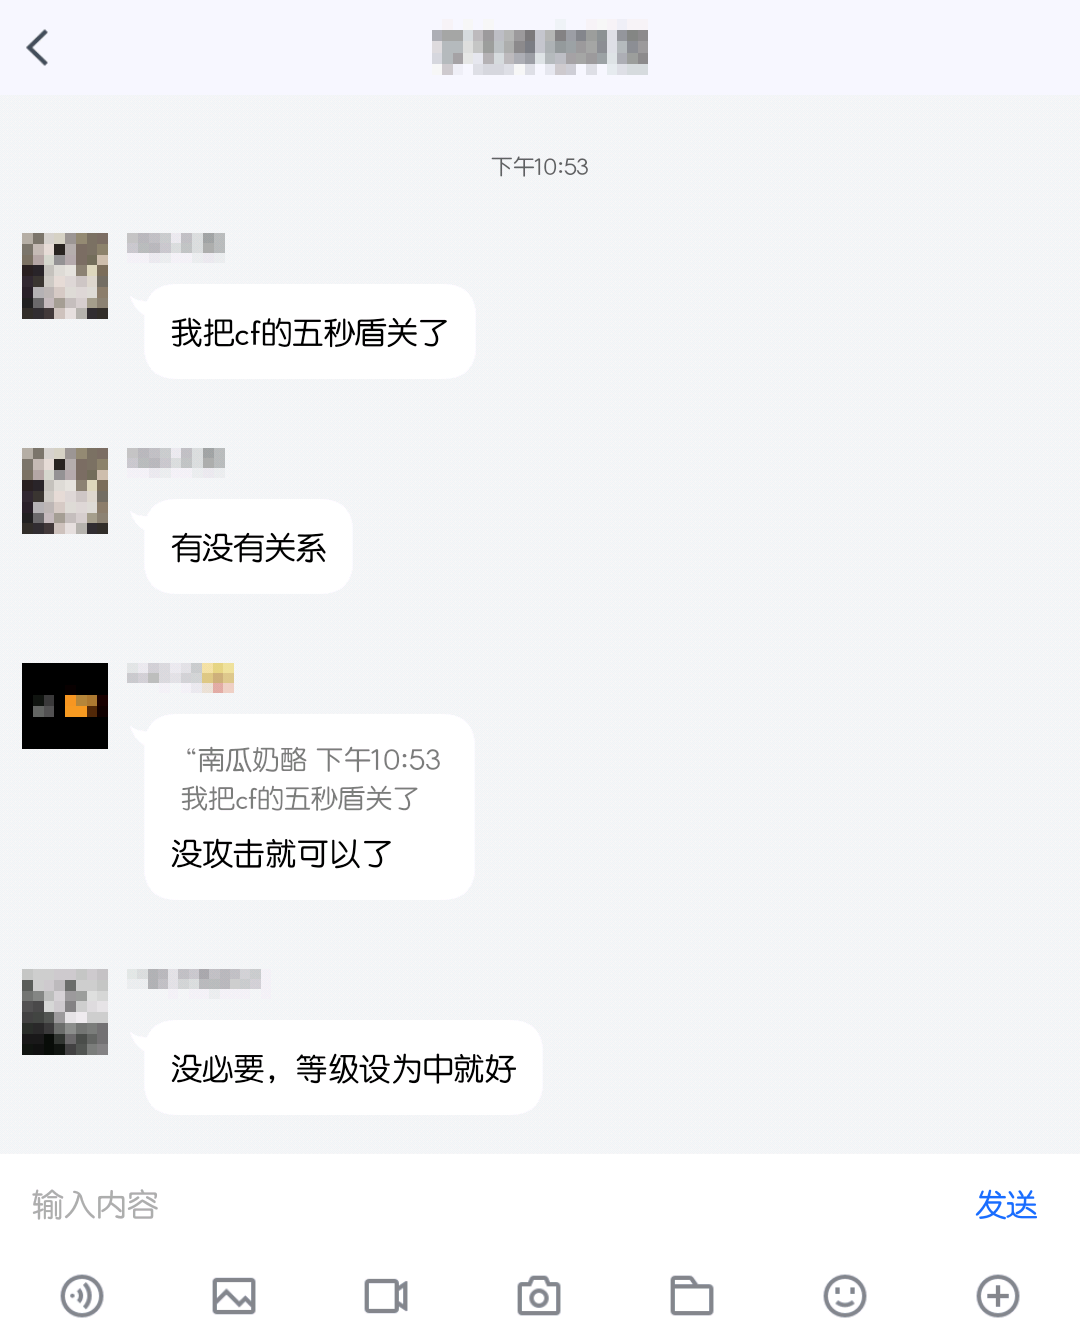 下午10:53
我把cf的五秒盾关了
有没有关系
“南瓜奶酪 下午10:53
我把cf的五秒盾关了
没攻击就可以了
没必要，等级设为中就好
输入内容
发送